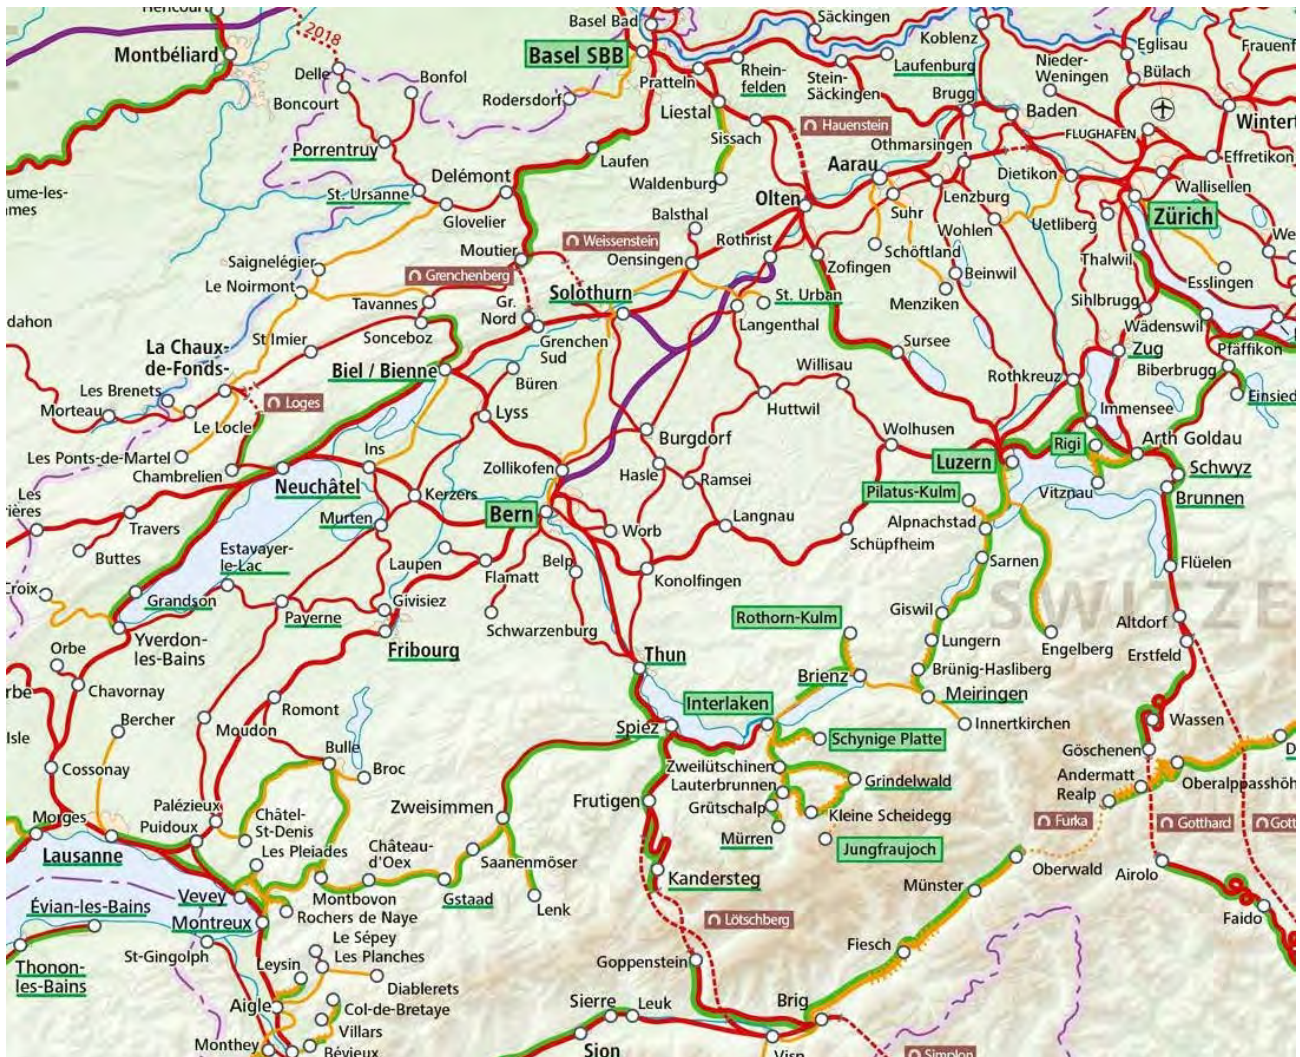 Héricourt
2018
Basel Bad
Säckingen
Koblenz
Eglisau
Montbéliard
Delle
Bonfol
Basel SBB
Pratteln
Rhein-
felden
Stein-
Säckingen
Laufenburg
Nieder-
Weningen
Bülach
Boncourt
Rodersdorf
Liestal
Brugg
Baden
Sissach
Hauenstein
FLUGHAFEN
Porrentruy
Laufen
Othmarsingen
Effretikon
Delémont
Waldenburg
Aarau
Dietikon
Wallisellen
ume-les-
ames
St. Ursanne
Glovelier
Balsthal
Olten
Suhr
Lenzburg
Uetliberg
Zürich
Moutier
Weissenstein
Rothrist
Wohlen
Saignelégier
Grenchenberg
Oensingen
Zofingen
Schöftland
Beinwil
Thalwil
Le Noirmont
Tavannes
Gr.
Nord
Solothurn
St. Urban
Menziken
Esslingen
Sihlbrugg
dahon
St Imier
Sonceboz
Grenchen
Süd
Langenthal
Sursee
Wädenswil
La Chaux-
de-Fonds-
Zug
Pfäffikon
Les Brenets
Biel / Bienne
Büren
Willisau
Rothkreuz
Biberbrugg
Morteau
Loges
Lyss
Huttwil
Immensee
Einsied
Le Locle
Burgdorf
Wolhusen
Rigi
Arth Goldau
Les Ponts-de-Martel
Ins
Zollikofen
Hasle
Luzern
Schwyz
Chambrelien
Neuchâtel
Kerzers
Ramsei
Pilatus-Kulm
Vitznau
Brunnen
Les
rières
Travers
Murten
Bern
Worb
Langnau
Alpnachstad
Buttes
Estavayer-
le-Lac
Laupen
Flamatt
Belp
Schüpfheim
Sarnen
Flüelen
Croix
Grandson
Payerne
Givisiez
Konolfingen
Giswil
SWITZE
Yverdon-
les-Bains
Fribourg
Schwarzenburg
Rothorn-Kulm
Lungern
Engelberg
Altdorf
Erstfeld
Orbe
Thun
Brienz
Brünig-Hasliberg
Chavornay
Romont
Interlaken
Meiringen
Bercher
Moudon
Spiez
Schynige Platte
Innertkirchen
Wassen
Cossonay
Bulle
Broc
Zweilütschinen
Grindelwald
Göschenen
Lauterbrunnen
Andermatt
Oberalppasshöh
Palézieux
Zweisimmen
Frutigen
Grütschalp
Kleine Scheidegg
Realp
Morges
Puidoux
Châtel-
St-Denis
Mürren
Jungfraujoch
Furka
Gotthard
Lausanne
Les Pleiades
Château-
d'Oex
Saanenmöser
Kandersteg
Oberwald
Airolo
Vevey
Montbovon
Gstaad
Lenk
Münster
Évian-les-Bains
Montreux
Rochers de Naye
Lötschberg
Faido
St-Gingolph
Le Sépey
Les Planches
Fiesch
Thonon-
les-Bains
Leysin
Diablerets
Goppenstein
Aigle
Col-de-Bretaye
Sierre
Leuk
Brig
Monthey
Villars
Bévieux
Sion
Visp
Simplon